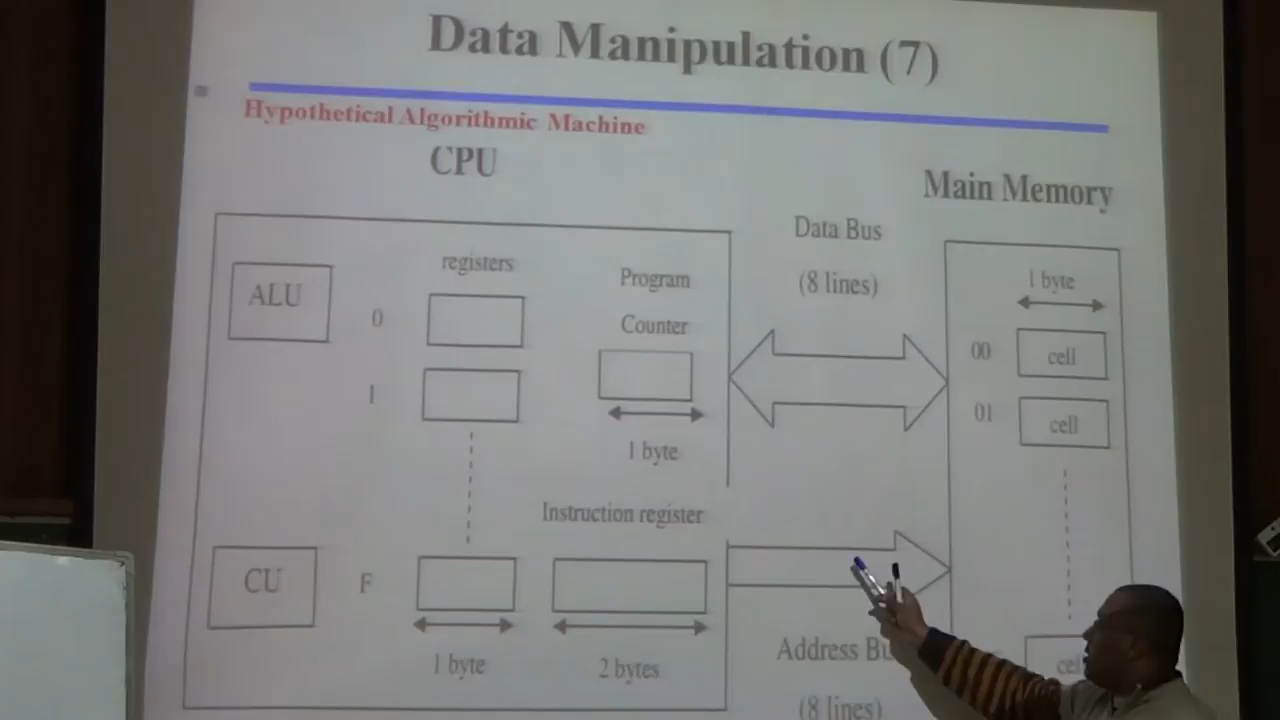 Data Manipulation (7)
Hypothetical Algorithmic Machine
CPU
Main Memory
Data Bus
(8 lines)
registers
Program
Counter
1 byte
ALU
0
1
00
cell
01
cell
1 byte
Instruction register
CU
F
1 byte
2 bytes
Address
(8 lines)